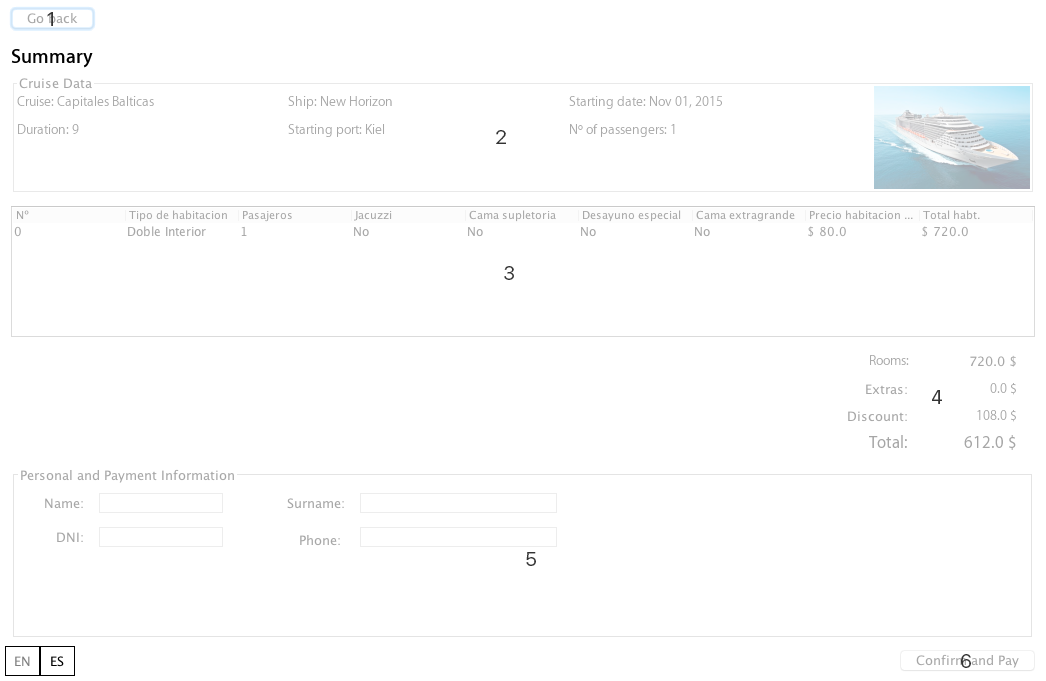 Go back
1
Summary
Cruise Data
Cruise: Capitales Balticas Ship: New Horizon Starting date: Nov 01, 2015
Duration: 9 Starting port: Kiel Nº of passengers: 1
2
Nº Tipo de habitacion Pasajeros Jacuzzi Cama supletoria Desayuno especial Cama extragrande Precio habitacion ... Total habt.
0 Doble Interior 1 No No No No $ 80.0 $ 720.0
3
Rooms: 720.0 $
Extras: 0.0 $
4
Discount: 108.0 $
Total: 612.0 $
Personal and Payment Information
Name: Surname:
DNI: Phone:
5
EN ES
Confirm and Pay
6